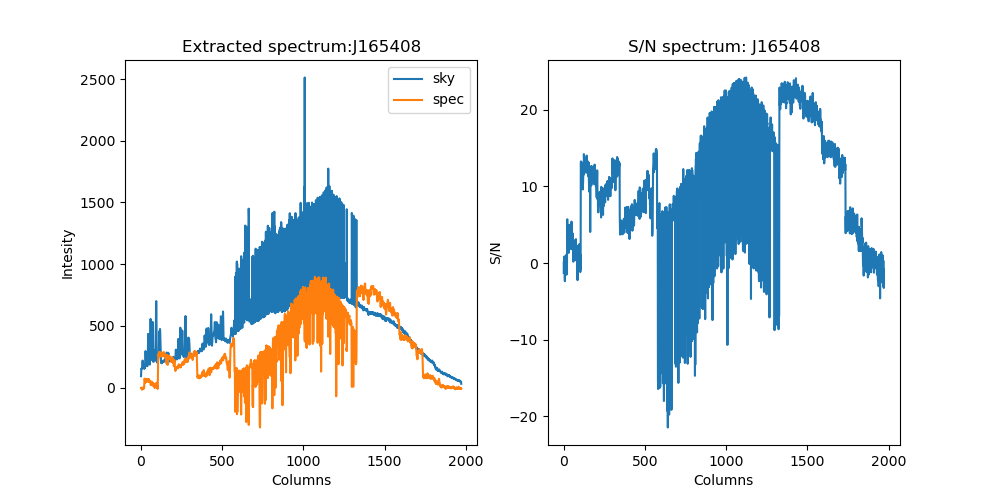 Extracted spectrum:J165408
S/N spectrum: J165408
sky
spec
Intesity
2500
2000
1500
1000
500
0
0 500 1000 1500 2000
Columns
S/N
20
10
0
−10
−20
0 500 1000 1500 2000
Columns